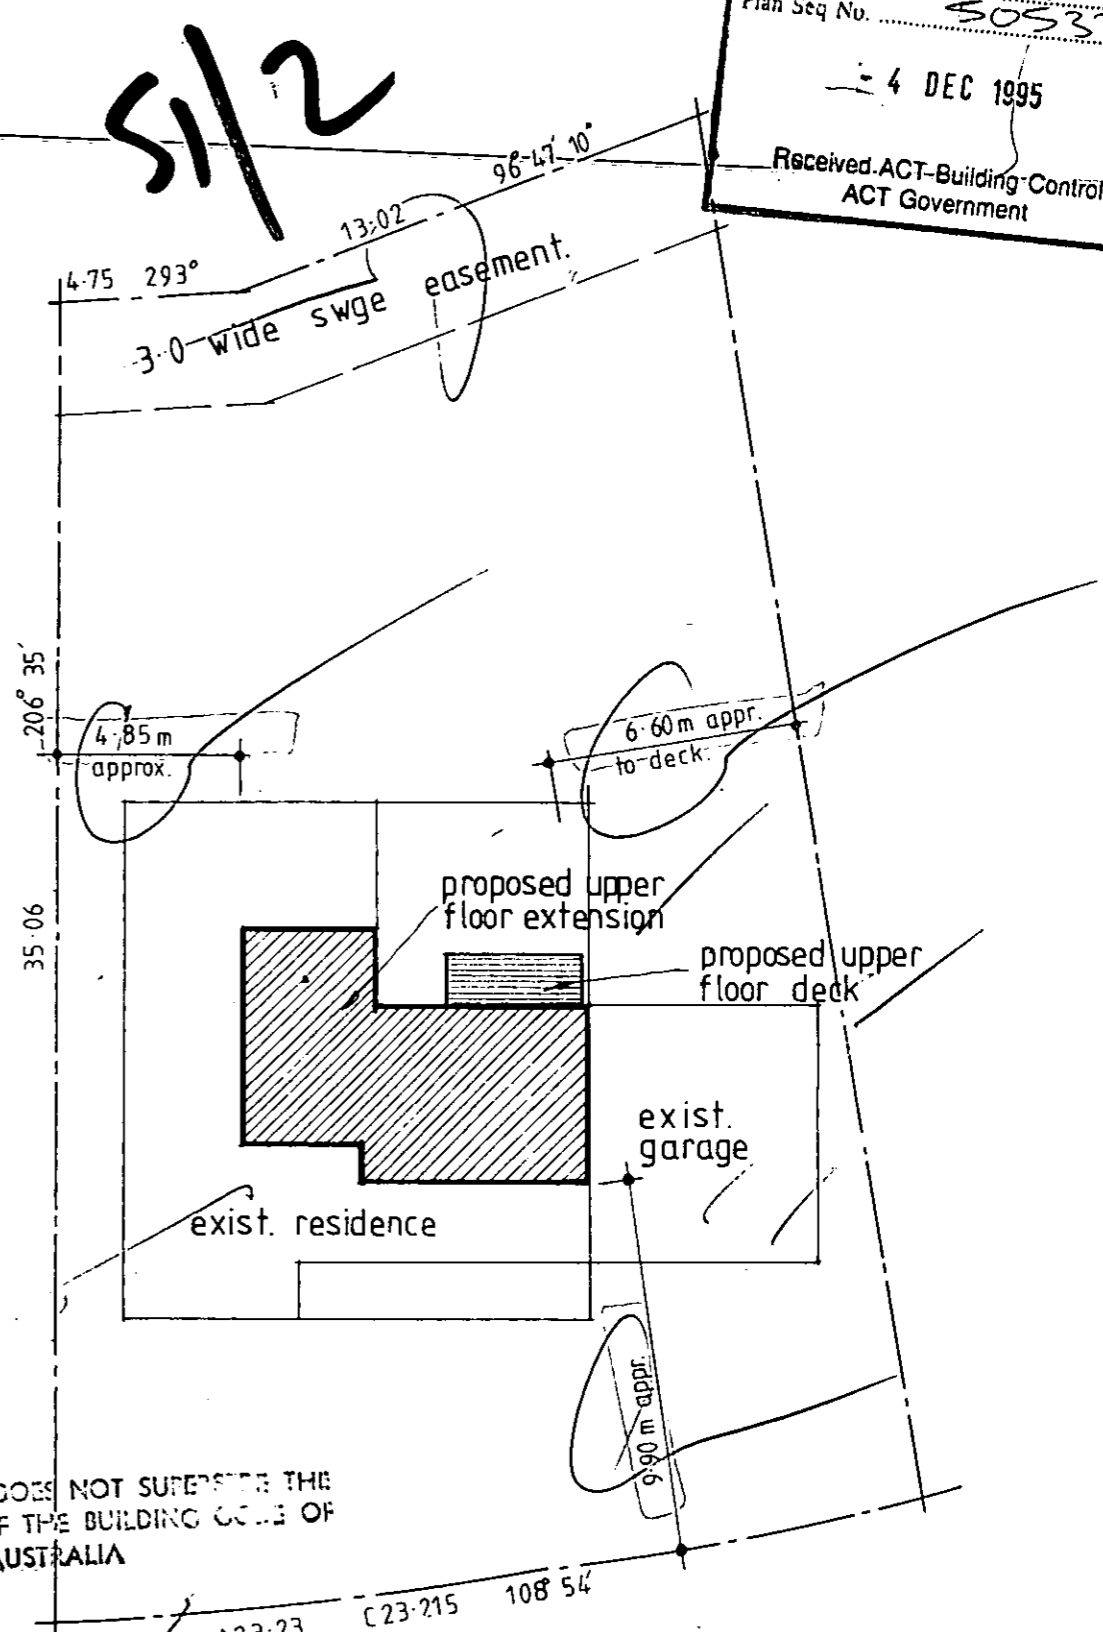 Plan Seq No. ..........
- 4 DEC 1995
Received ACT Building Control
ACT Government
S1/2
96° 47' 10"
13.02
4.75 293°
3.0 wide swge easement.
206° 35'
35.06
4.85 m
approx.
6.60 m appr.
to deck.
proposed upper
floor extension
proposed upper
floor deck
exist.
garage
exist. residence
9.90 m appr.
DOES NOT SUPERSEDE THE
OF THE BUILDING CODE OF
AUSTRALIA
C 23.215
108° 54'